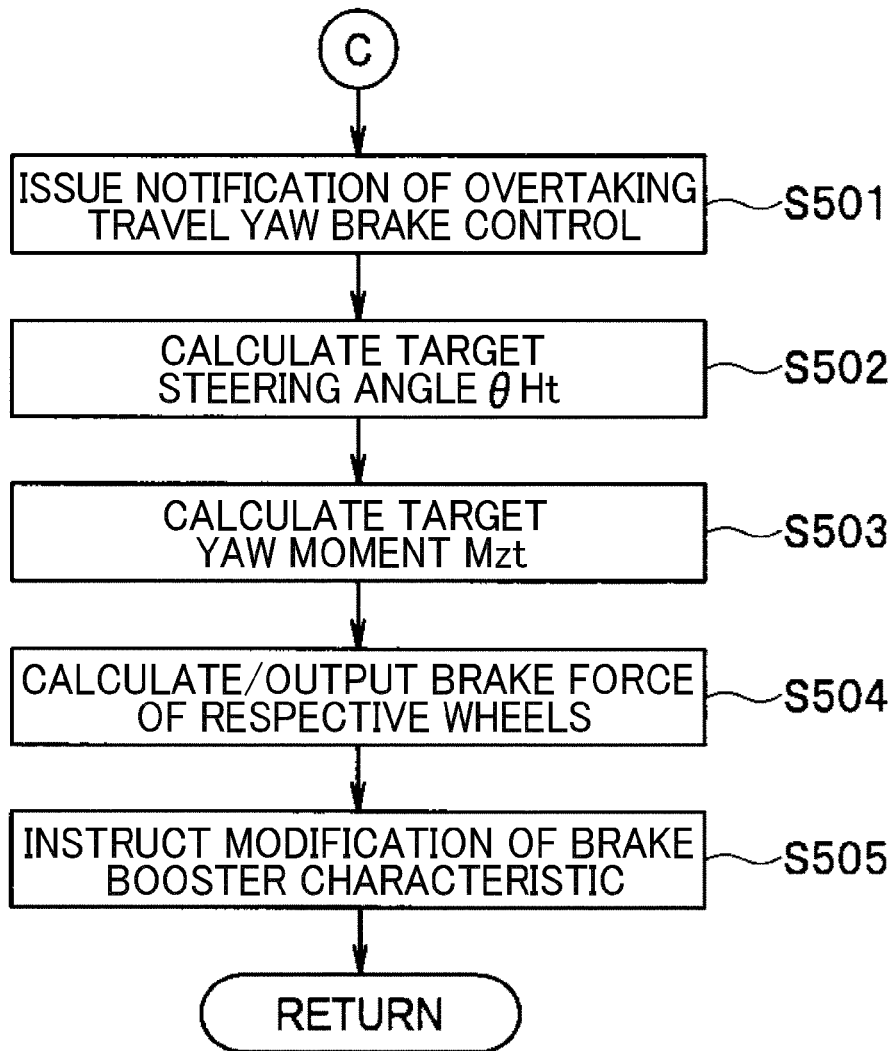 C
ISSUE NOTIFICATION OF OVERTAKING
TRAVEL YAW BRAKE CONTROL
S501
CALCULATE TARGET
STEERING ANGLE θ Ht
S502
CALCULATE TARGET
YAW MOMENT Mzt
S503
CALCULATE/OUTPUT BRAKE FORCE
OF RESPECTIVE WHEELS
S504
INSTRUCT MODIFICATION OF BRAKE
BOOSTER CHARACTERISTIC
S505
RETURN